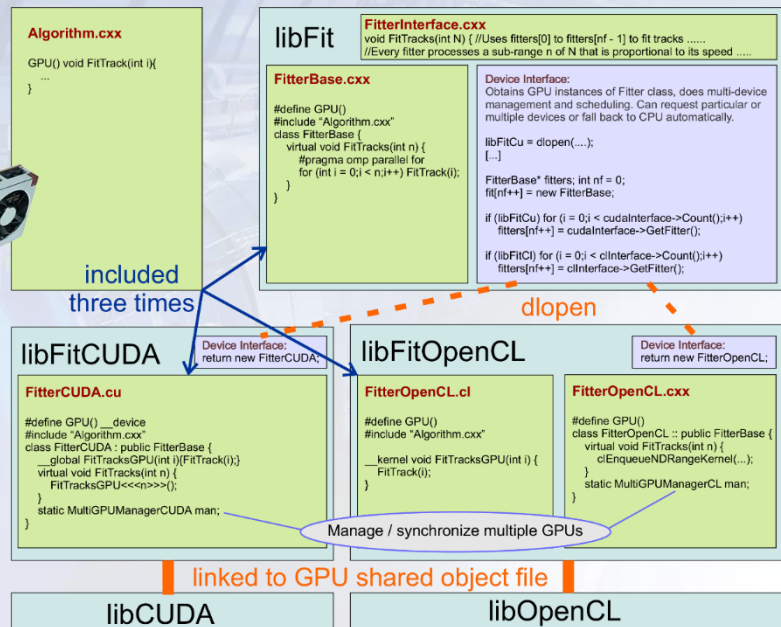 Algorithm.cxx
GPU() void FitTrack(int i){
...
}
libFit
FitterInterface.cxx
void FitTracks(int N) { //Uses fitters[0] to fitters[nf - 1] to fit tracks ......
//Every fitter processes a sub-range n of N that is proportional to its speed .....
FitterBase.cxx
#define GPU()
#include “Algorithm.cxx”
class FitterBase {
virtual void FitTracks(int n) {
#pragma omp parallel for
for (int i = 0;i < n;i++) FitTrack(i);
}
}
Device Interface:
Obtains GPU instances of Fitter class, does multi-device
management and scheduling. Can request particular or
multiple devices or fall back to CPU automatically.
libFitCu = dlopen(....);
[...]
FitterBase* fitters; int nf = 0;
fit[nf++] = new FitterBase;
if (libFitCu) for (i = 0;i < cudaInterface->Count();i++)
fitters[nf++] = cudaInterface->GetFitter();
if (libFitCl) for (i = 0;i < clInterface->Count();i++)
fitters[nf++] = clInterface->GetFitter();
included
three times
dlopen
libFitCUDA
Device Interface:
return new FitterCUDA;
FitterCUDA.cu
#define GPU() __device
#include “Algorithm.cxx”
class FitterCUDA : public FitterBase {
__global FitTracksGPU(int i){FitTrack(i);}
virtual void FitTracks(int n) {
FitTracksGPU<<<n>>>();
}
static MultiGPUManagerCUDA man;
}
libFitOpenCL
Device Interface:
return new FitterOpenCL;
FitterOpenCL.cl
#define GPU()
#include “Algorithm.cxx”
__kernel void FitTracksGPU(int i) {
FitTrack(i);
}
FitterOpenCL.cxx
#define GPU()
class FitterOpenCL :: public FitterBase {
virtual void FitTracks(int n) {
clEnqueueNDRangeKernel(...);
}
static MultiGPUManagerCL man;
}
Manage / synchronize multiple GPUs
linked to GPU shared object file
libCUDA
libOpenCL